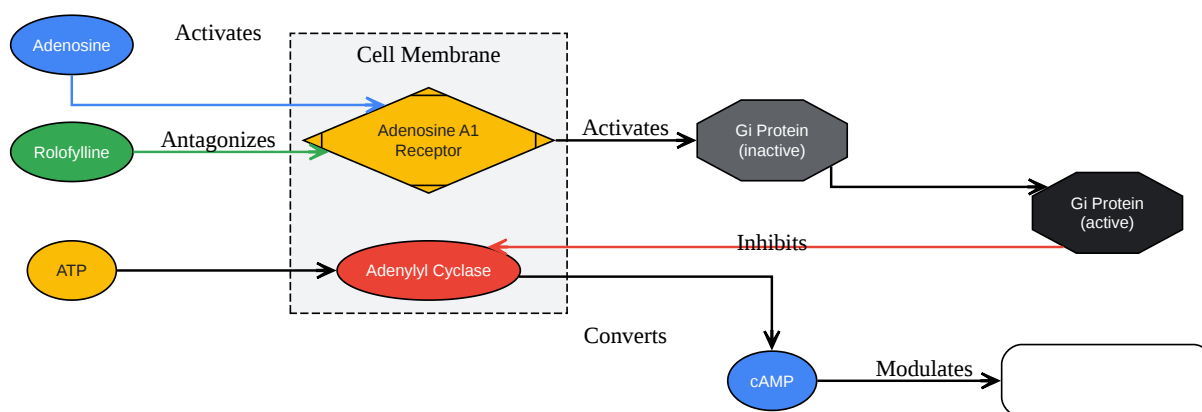 Adenosine
Activates
Cell Membrane
Rolofylline
Antagonizes
Adenosine A1
Receptor
Activates
Gi Protein
(inactive)
Gi Protein
(active)
Inhibits
ATP
Adenylyl Cyclase
Converts
cAMP
Modulates